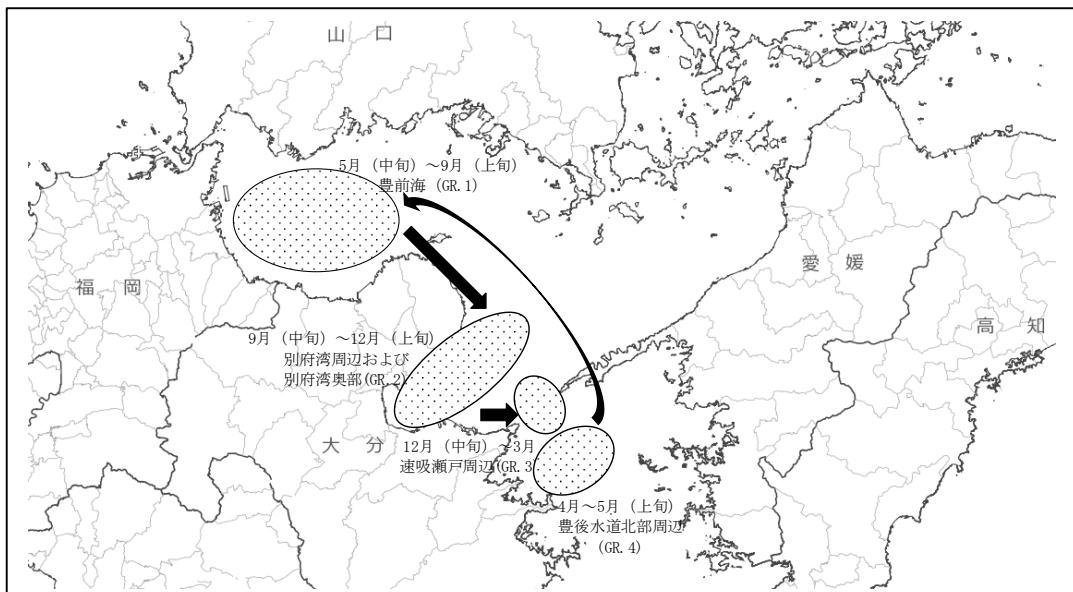 山口
5月（中旬）～9月（上旬）
豊前海（GR.1）
愛媛
福岡
高知
9月（中旬）～12月（上旬）
別府湾周辺および
別府湾奥部(GR.2)
大分
12月（中旬）～3月
速吸瀬戸周辺(GR.3
4月～5月（上旬）
豊後水道北部周辺
(GR.4)